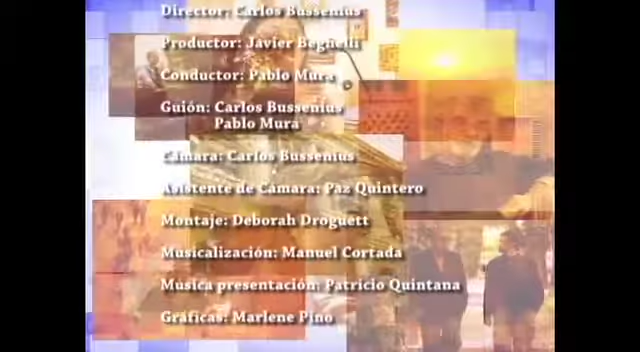 Director: Carlos Bussenius
Productor: Javier Beghelli
Conductor: Pablo Mura
Guión: Carlos Bussenius
Pablo Mura
Cámara: Carlos Bussenius
Asistente de Cámara: Paz Quintero
Montaje: Deborah Droguett
Musicalización: Manuel Cortada
Musica presentación: Patricio Quintana
Gráficas: Marlene Pino